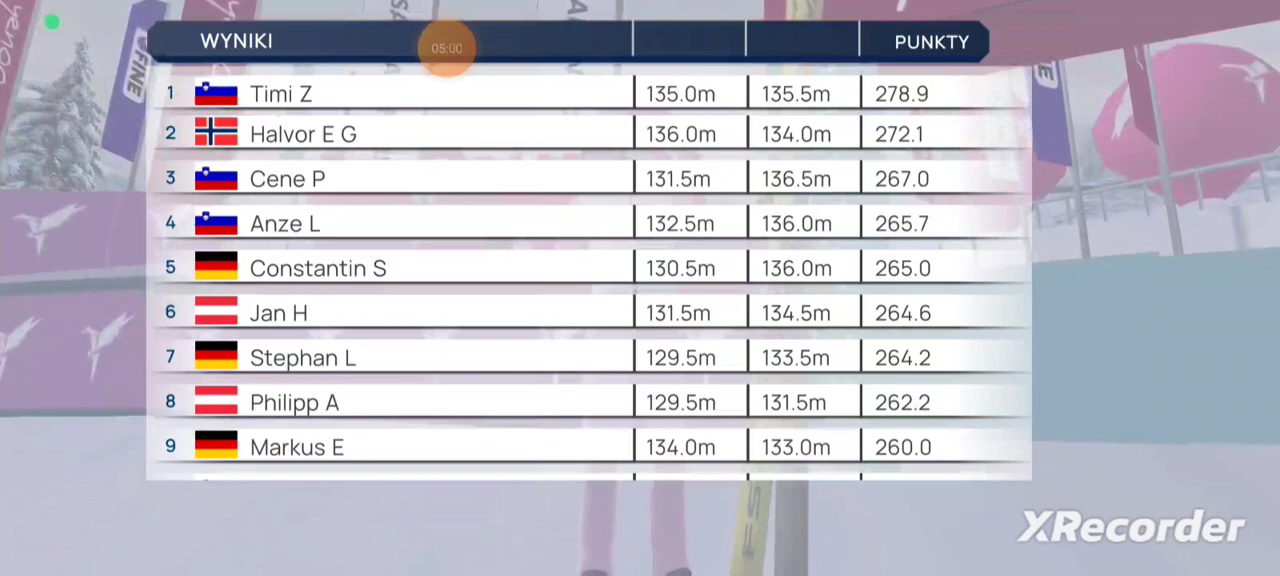 WYNIKI 05:00 PUNKTY
1 Timi Z 135.0m 135.5m 278.9
2 Halvor E G 136.0m 134.0m 272.1
3 Cene P 131.5m 136.5m 267.0
4 Anze L 132.5m 136.0m 265.7
5 Constantin S 130.5m 136.0m 265.0
6 Jan H 131.5m 134.5m 264.6
7 Stephan L 129.5m 133.5m 264.2
8 Philipp A 129.5m 131.5m 262.2
9 Markus E 134.0m 133.0m 260.0
XRecorder